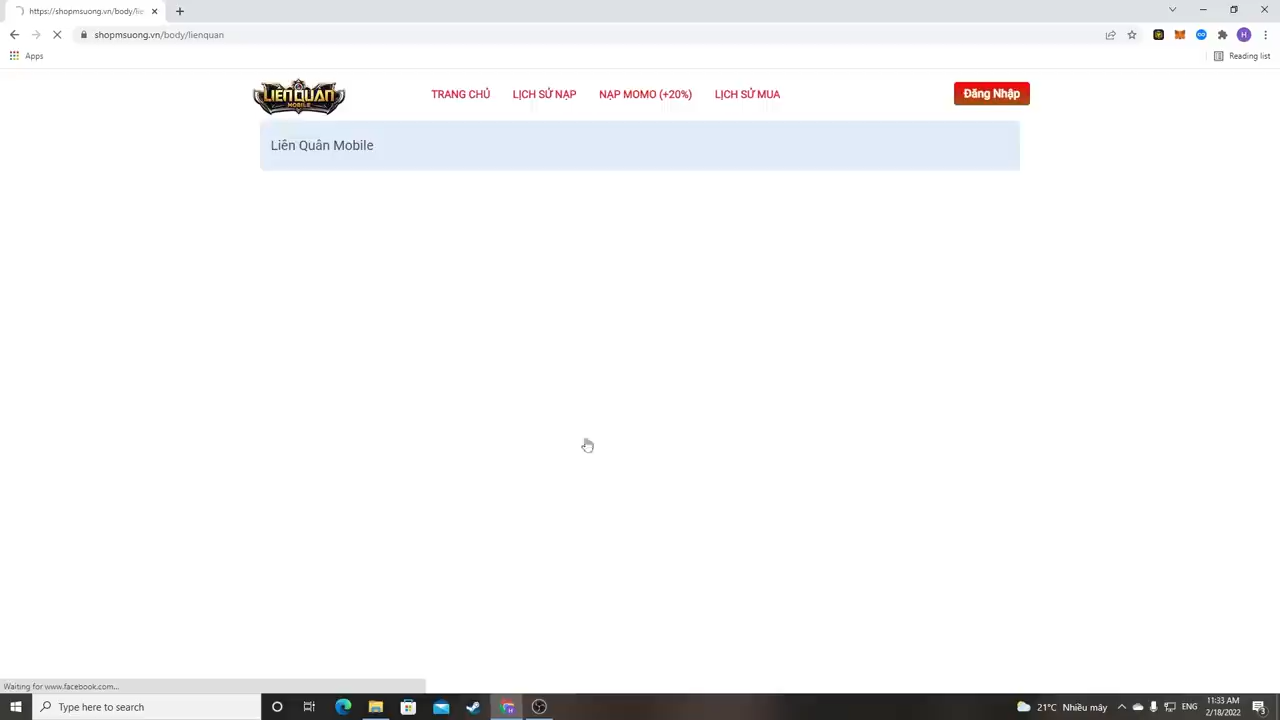 https://shopmsuong.vn/body/lie
shopmsuong.vn/body/lienquan
H
Apps
Reading list
LIÊN QUÂN
MOBILE
TRANG CHỦ
LỊCH SỬ NẠP
NẠP MOMO (+20%)
LỊCH SỬ MUA
Đăng Nhập
Liên Quân Mobile
Waiting for www.facebook.com...
Type here to search
21°C Nhiều mây
ENG
11:33 AM
2/18/2022
3